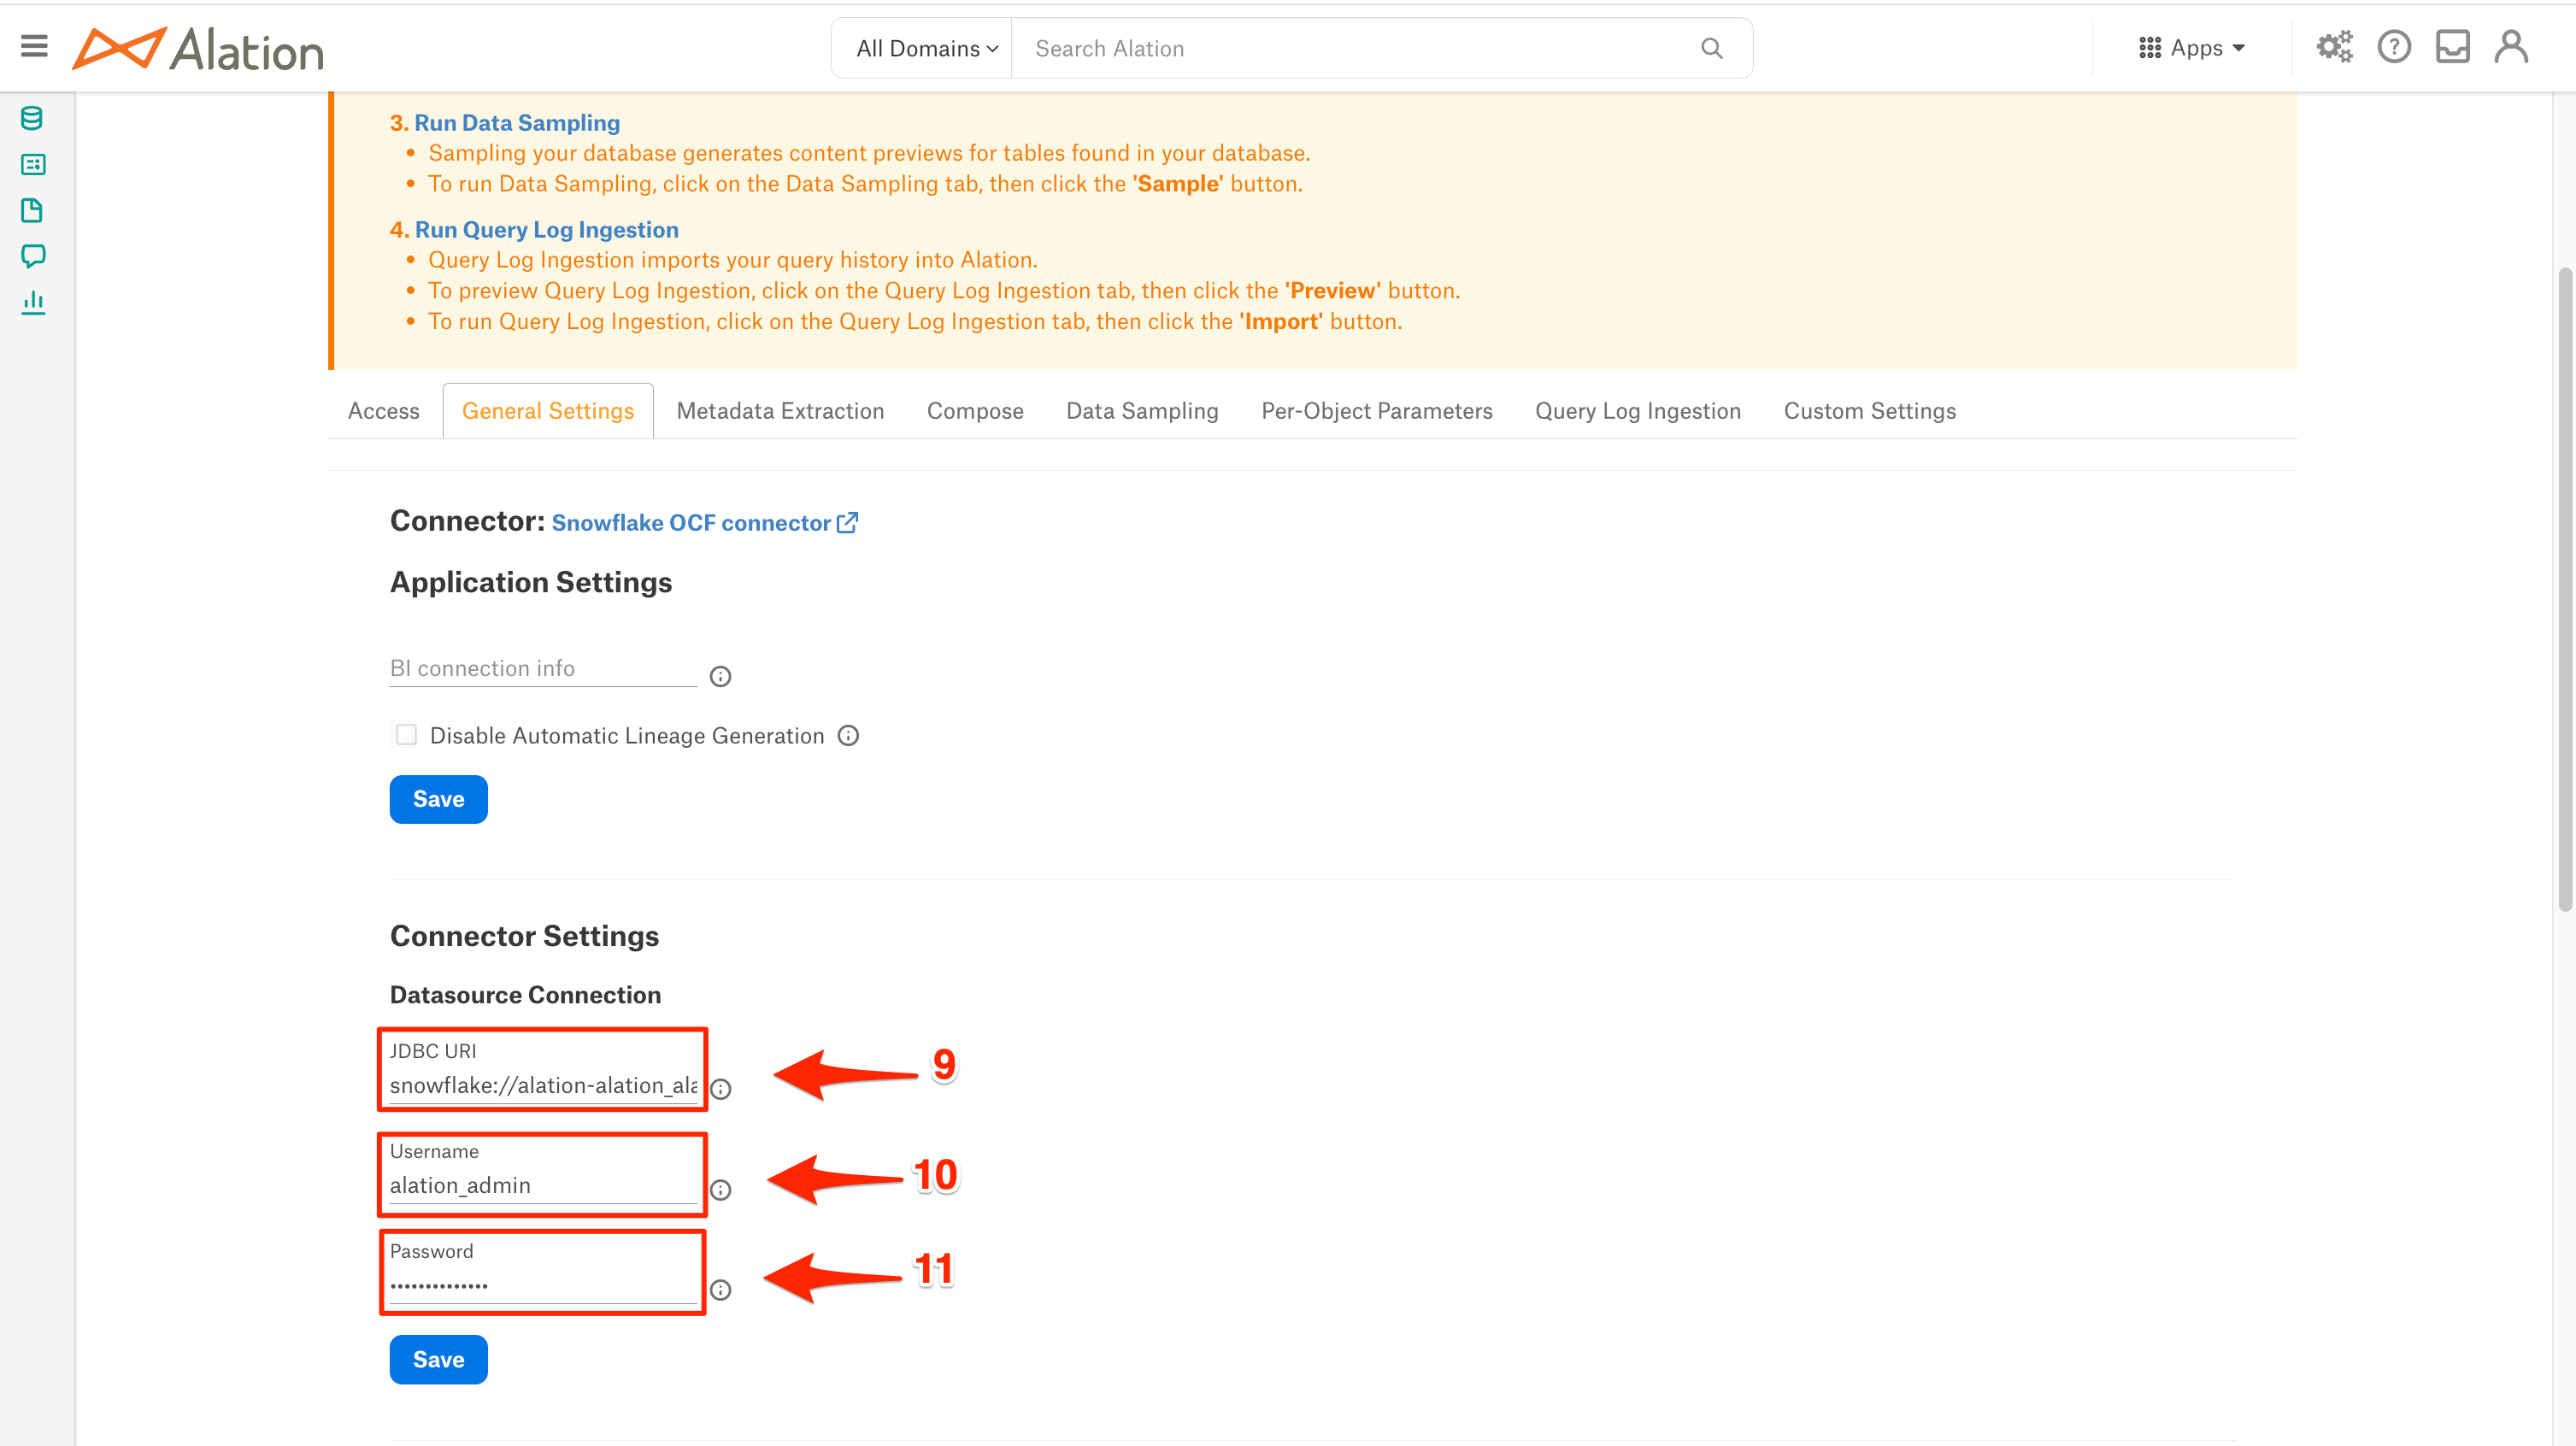 Alation
All Domains
Search Alation
Apps
3. Run Data Sampling
• Sampling your database generates content previews for tables found in your database.
• To run Data Sampling, click on the Data Sampling tab, then click the 'Sample' button.
4. Run Query Log Ingestion
• Query Log Ingestion imports your query history into Alation.
• To preview Query Log Ingestion, click on the Query Log Ingestion tab, then click the 'Preview' button.
• To run Query Log Ingestion, click on the Query Log Ingestion tab, then click the 'Import' button.
Access General Settings Metadata Extraction Compose Data Sampling Per-Object Parameters Query Log Ingestion Custom Settings
Connector: Snowflake OCF connector
Application Settings
BI connection info
Disable Automatic Lineage Generation
Save
Connector Settings
Datasource Connection
JDBC URI
snowflake://alation-alation_ala
9
Username
alation_admin
10
Password
••••••••••••••
11
Save